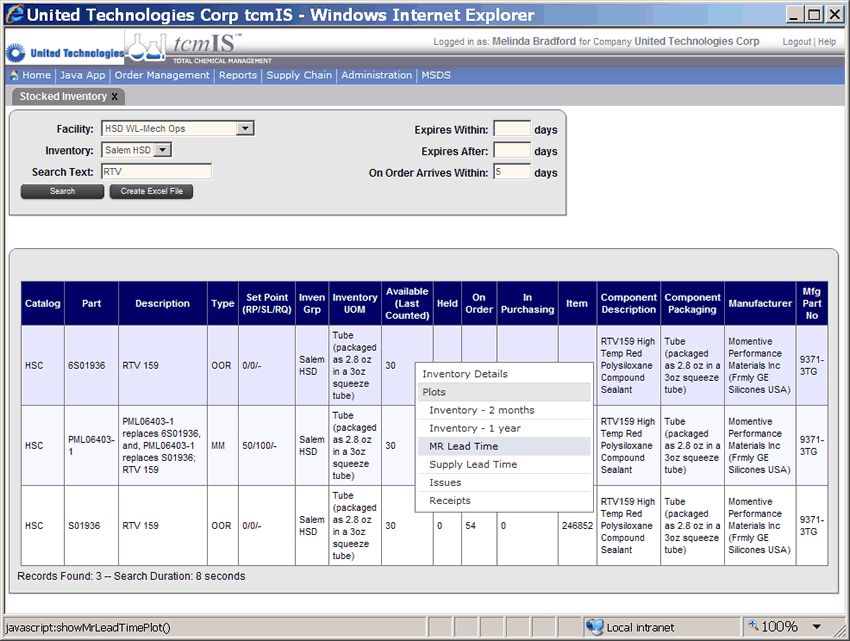 United Technologies Corp tcmIS - Windows Internet Explorer
United Technologies
tcmIS™
TOTAL CHEMICAL MANAGEMENT
Logged in as: Melinda Bradford for Company United Technologies Corp
Logout | Help
Home | Java App | Order Management | Reports | Supply Chain | Administration | MSDS
Stocked Inventory X
Facility: HSD WL-Mech Ops
Expires Within: days
Inventory: Salem HSD
Expires After: days
Search Text: RTV
On Order Arrives Within: 5 days
Search
Create Excel File
Catalog
Part
Description
Type
Set Point
(RP/SL/RQ)
Inven
Grp
Inventory
UOM
Available
(Last
Counted)
Held
On
Order
In
Purchasing
Item
Component
Description
Component
Packaging
Manufacturer
Mfg
Part
No
HSC
6S01936
RTV 159
OOR
0/0/-
Salem
HSD
Tube
(packaged
as 2.8 oz
in a 3oz
squeeze
tube)
30
RTV159 High
Temp Red
Polysiloxane
Compound
Sealant
Tube
(packaged
as 2.8 oz in a
3oz squeeze
tube)
Momentive
Performance
Materials Inc
(Frmly GE
Silicones USA)
9371-
3TG
HSC
PML06403-
1
PML06403-1
replaces 6S01936,
and, PML06403-1
replaces S01936;
RTV 159
MM
50/100/-
Salem
HSD
Tube
(packaged
as 2.8 oz
in a 3oz
squeeze
tube)
30
RTV159 High
Temp Red
Polysiloxane
Compound
Sealant
Tube
(packaged
as 2.8 oz in a
3oz squeeze
tube)
Momentive
Performance
Materials Inc
(Frmly GE
Silicones USA)
9371-
3TG
HSC
S01936
RTV 159
OOR
0/0/-
Salem
HSD
Tube
(packaged
as 2.8 oz
in a 3oz
squeeze
tube)
30
0
54
0
246852
RTV159 High
Temp Red
Polysiloxane
Compound
Sealant
Tube
(packaged
as 2.8 oz in a
3oz squeeze
tube)
Momentive
Performance
Materials Inc
(Frmly GE
Silicones USA)
9371-
3TG
Inventory Details
Plots
Inventory - 2 months
Inventory - 1 year
MR Lead Time
Supply Lead Time
Issues
Receipts
Records Found: 3 -- Search Duration: 8 seconds
javascript:showMrLeadTimePlot()
Local intranet
100%